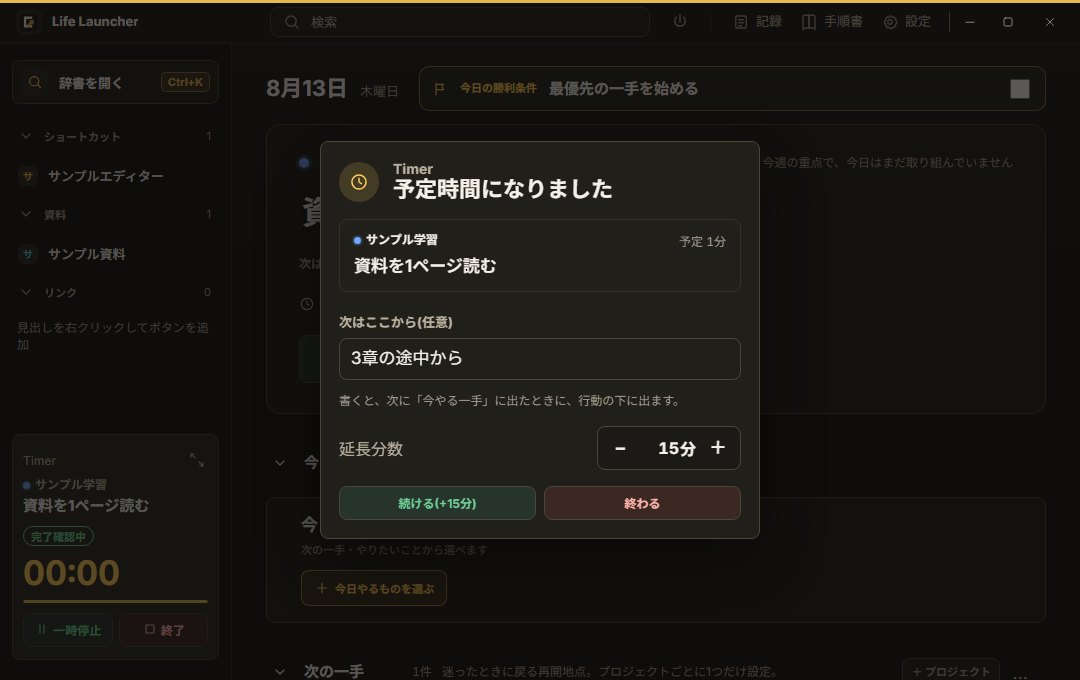 Life Launcher
検索
記録
手順書
設定
辞書を開く
Ctrl+K
ショートカット
1
サ
サンプルエディター
資料
1
サ
サンプル資料
リンク
0
見出しを右クリックしてボタンを追
加
Timer
サンプル学習
資料を1ページ読む
完了確認中
00:00
一時停止
終了
8月13日
木曜日
今日の勝利条件
最優先の一手を始める
今週の重点で、今日はまだ取り組んでいません
資
次は
Timer
予定時間になりました
サンプル学習
予定 1分
資料を1ページ読む
次はここから(任意)
3章の途中から
書くと、次に「今やる一手」に出たときに、行動の下に出ます。
延長分数
− 15分 +
続ける(+15分)
終わる
今
今
次の一手・やりたいことから選べます
+ 今日やるものを選ぶ
次の一手
1件
迷ったときに戻る再開地点。プロジェクトごとに1つだけ設定。
+ プロジェクト
…